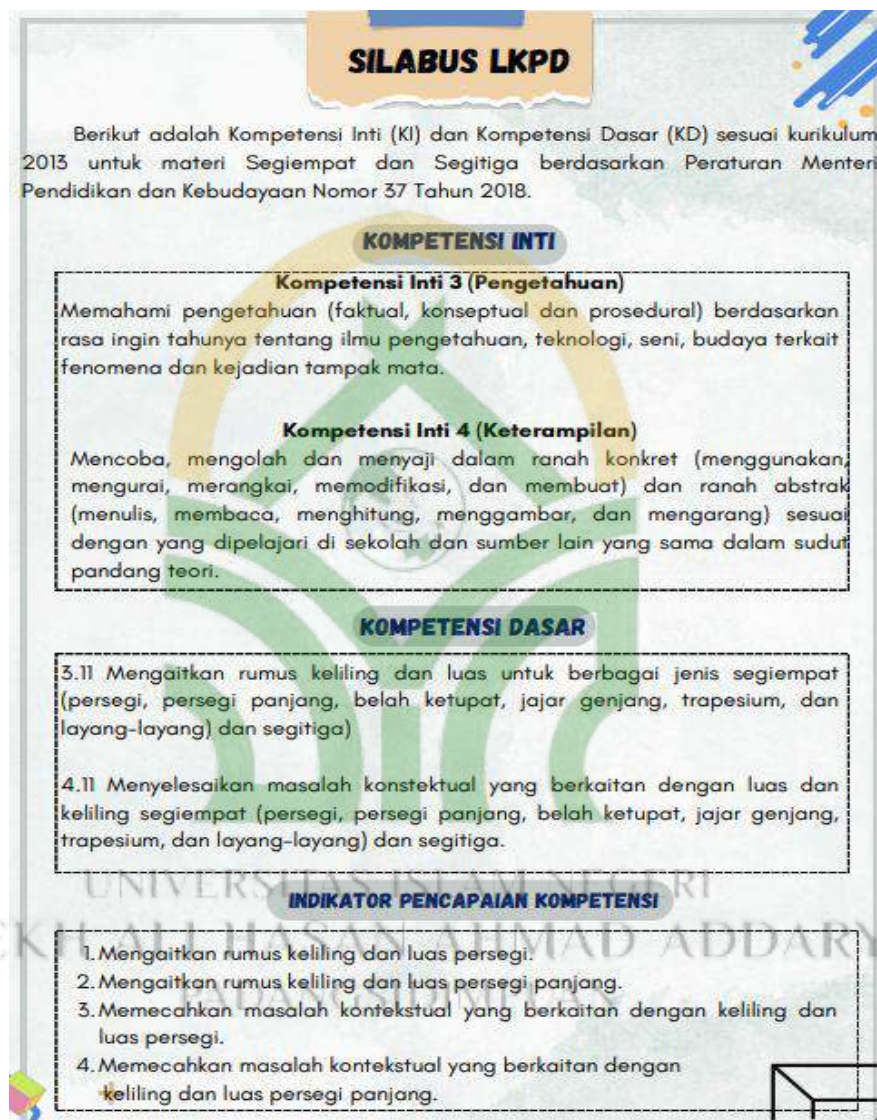 SILABUS LKPD
Berikut adalah Kompetensi Inti (KI) dan Kompetensi Dasar (KD) sesuai kurikulum
2013 untuk materi Segiempat dan Segitiga berdasarkan Peraturan Menteri
Pendidikan dan Kebudayaan Nomor 37 Tahun 2018.
KOMPETENSI INTI
Kompetensi Inti 3 (Pengetahuan)
Memahami pengetahuan (faktual, konseptual dan prosedural) berdasarkan
rasa ingin tahunya tentang ilmu pengetahuan, teknologi, seni, budaya terkait
fenomena dan kejadian tampak mata.
Kompetensi Inti 4 (Keterampilan)
Mencoba, mengolah dan menyaji dalam ranah konkret (menggunakan,
mengurai, merangkai, memodifikasi, dan membuat) dan ranah abstrak
(menulis, membaca, menghitung, menggambar, dan mengarang) sesuai
dengan yang dipelajari di sekolah dan sumber lain yang sama dalam sudut
pandang teori.
KOMPETENSI DASAR
3.11 Mengaitkan rumus keliling dan luas untuk berbagai jenis segiempat
(persegi, persegi panjang, belah ketupat, jajar genjang, trapesium, dan
layang-layang) dan segitiga)
4.11 Menyelesaikan masalah konstektual yang berkaitan dengan luas dan
keliling segiempat (persegi, persegi panjang, belah ketupat, jajar genjang,
trapesium, dan layang-layang) dan segitiga.
UNIVERSITAS ISLAM NEGERI
INDIKATOR PENCAPAIAN KOMPETENSI
EKH ALI HASAN AHMAD ADDARY
1. Mengaitkan rumus keliling dan luas persegi.
2. Mengaitkan rumus keliling dan luas persegi panjang.
PADANGSIDIMPUAN
3. Memecahkan masalah kontekstual yang berkaitan dengan keliling dan
luas persegi.
4. Memecahkan masalah kontekstual yang berkaitan dengan
keliling dan luas persegi panjang.